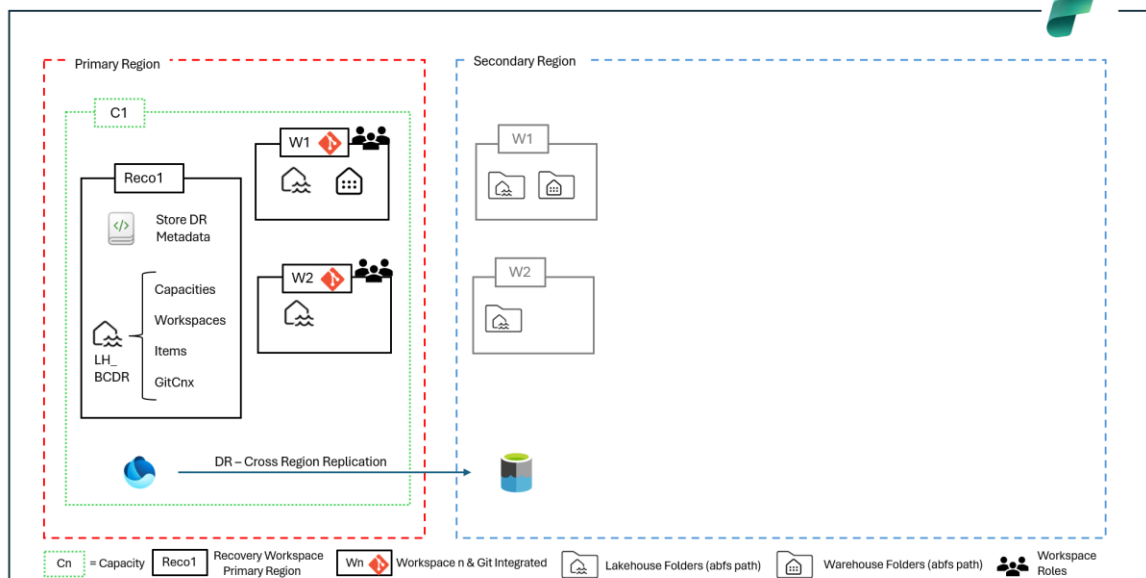 Primary Region
Secondary Region
C1
W1
Reco1
Store DR
Metadata
W2
Capacities
Workspaces
Items
GitCnx
LH_
BCDR
W1
W2
DR – Cross Region Replication
Cn
= Capacity
Reco1
Recovery Workspace
Primary Region
Wn
Workspace n & Git Integrated
Lakehouse Folders (abfs path)
Warehouse Folders (abfs path)
Workspace
Roles